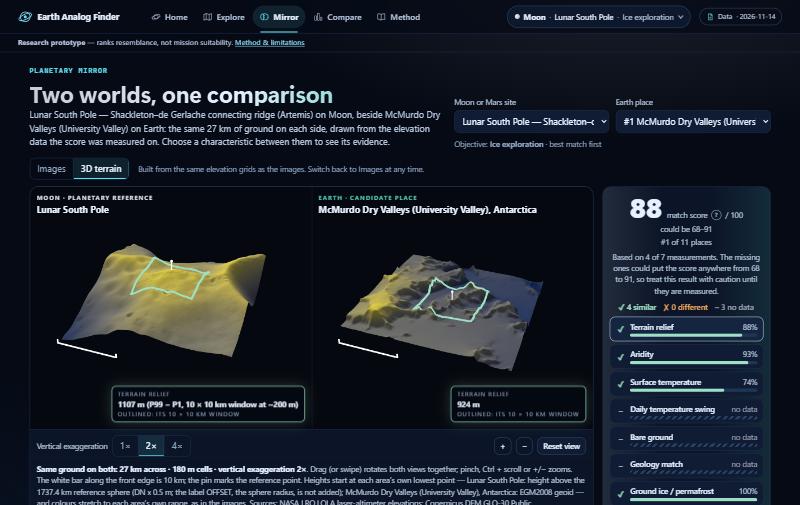 Earth Analog Finder
Home
Explore
Mirror
Compare
Method
Moon · Lunar South Pole · Ice exploration
Data · 2026-11-14
Research prototype — ranks resemblance, not mission suitability. Method & limitations
PLANETARY MIRROR
Two worlds, one comparison
Lunar South Pole — Shackleton–de Gerlache connecting ridge (Artemis) on Moon, beside McMurdo Dry
Valleys (University Valley) on Earth: the same 27 km of ground on each side, drawn from the elevation
data the score was measured on. Choose a characteristic between them to see its evidence.
Moon or Mars site
Earth place
Lunar South Pole — Shackleton–c
#1 McMurdo Dry Valleys (Univers
Objective: Ice exploration · best match first
Images
3D terrain
Built from the same elevation grids as the images. Switch back to Images at any time.
MOON · PLANETARY REFERENCE
Lunar South Pole
EARTH · CANDIDATE PLACE
McMurdo Dry Valleys (University Valley), Antarctica
TERRAIN RELIEF
1107 m (P99 − P1, 10 × 10 km window at ~200 m)
OUTLINED: ITS 10 × 10 KM WINDOW
TERRAIN RELIEF
924 m
OUTLINED: ITS 10 × 10 KM WINDOW
Vertical exaggeration
1×
2×
4×
+
−
Reset view
Same ground on both: 27 km across · 180 m cells · vertical exaggeration 2×. Drag (or swipe) rotates both views together; pinch, Ctrl + scroll or +/− zooms.
The white bar along the front edge is 10 km; the pin marks the reference point. Heights start at each area's own lowest point — Lunar South Pole: height above the
1737.4 km reference sphere (DN x 0.5 m; the label OFFSET, the sphere radius, is not added); McMurdo Dry Valleys (University Valley), Antarctica: EGM2008 geoid —
and colours stretch to each area's own range, as in the images. Sources: NASA LRO LOLA laser-altimeter elevations; Copernicus DEM GLO-30 Public
88 match score ? / 100
could be 68–91
#1 of 11 places
Based on 4 of 7 measurements. The missing
ones could put the score anywhere from 68
to 91, so treat this result with caution until
they are measured.
✓ 4 similar ✗ 0 different – 3 no data
✓ Terrain relief 88%
✓ Aridity 93%
✓ Surface temperature 74%
– Daily temperature swing no data
– Bare ground no data
– Geology match no data
✓ Ground ice / permafrost 100%